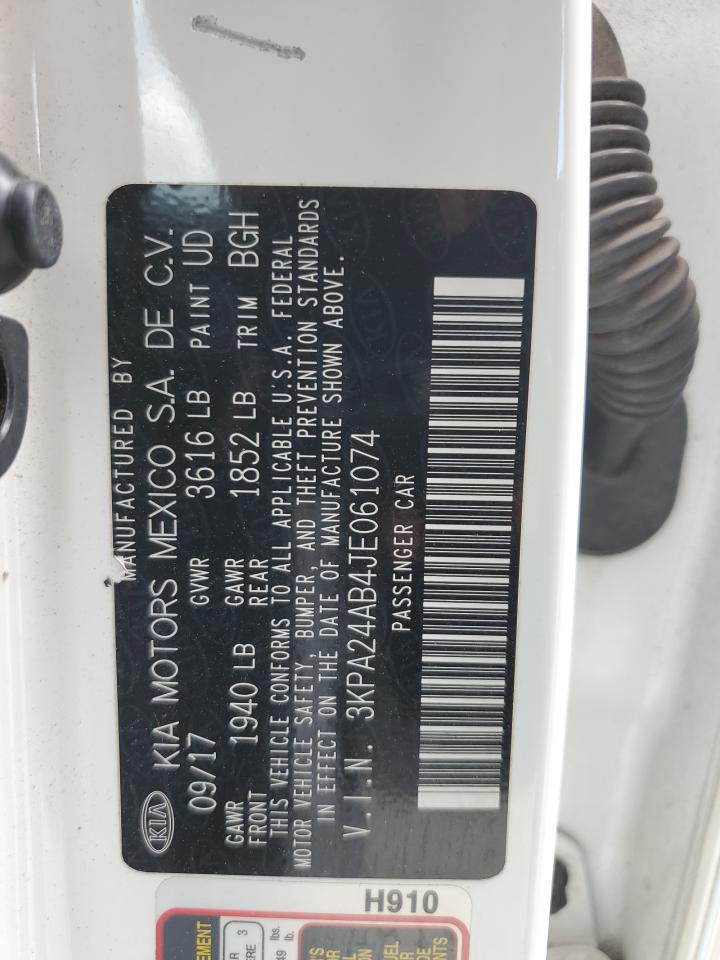 MANUFACTURED BY
KIA KIA MOTORS MEXICO S.A. DE C.V.
09/17 GVWR 3616 LB PAINT UD
GAWR FRONT 1940 LB GAWR REAR 1852 LB TRIM BGH
THIS VEHICLE CONFORMS TO ALL APPLICABLE U.S.A. FEDERAL
MOTOR VEHICLE SAFETY, BUMPER, AND THEFT PREVENTION STANDARDS
IN EFFECT ON THE DATE OF MANUFACTURE SHOWN ABOVE.
V.I.N. 3KPA24AB4JE061074
PASSENGER CAR
H910